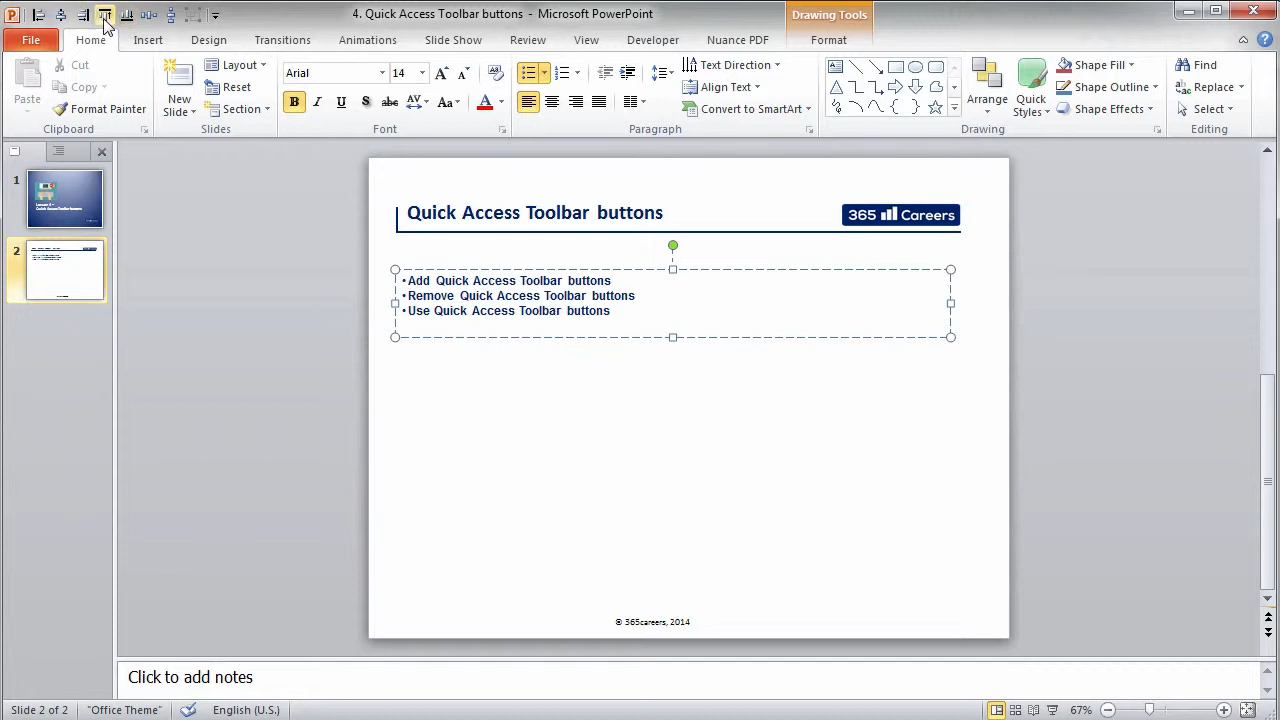 4. Quick Access Toolbar buttons - Microsoft PowerPoint
Drawing Tools
File
Home
Insert
Design
Transitions
Animations
Slide Show
Review
View
Developer
Nuance PDF
Format
Paste
Cut
Copy
Format Painter
Clipboard
New
Slide
Layout
Reset
Section
Slides
Arial
14
B I U S abc AV Aa A
Font
Text Direction
Align Text
Convert to SmartArt
Paragraph
Arrange
Quick
Styles
Shape Fill
Shape Outline
Shape Effects
Drawing
Find
Replace
Select
Editing
1
2
Quick Access Toolbar buttons
365 Careers
•Add Quick Access Toolbar buttons
•Remove Quick Access Toolbar buttons
•Use Quick Access Toolbar buttons
© 365careers, 2014
Click to add notes
Slide 2 of 2
"Office Theme"
English (U.S.)
67%